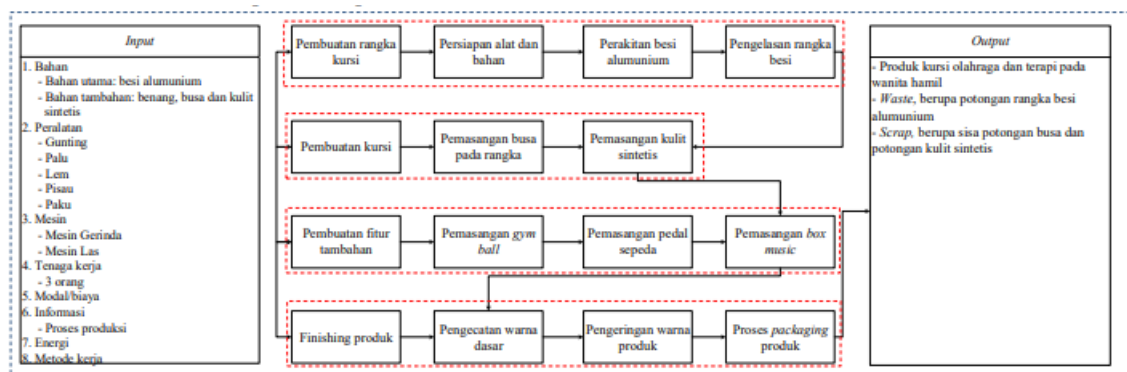 Input
1. Bahan
- Bahan utama: besi alumunium
- Bahan tambahan: benang, busa dan kulit
sintetis
2. Peralatan
- Gunting
- Palu
- Lem
- Pisau
- Paku
3. Mesin
- Mesin Gerinda
- Mesin Las
4. Tenaga kerja
- 3 orang
5. Modal/biaya
6. Informasi
- Proses produksi
7. Energi
8. Metode kerja
Pembuatan rangka
kursi
Persiapan alat dan
bahan
Perakitan besi
alumunium
Pengelasan rangka
besi
Pembuatan kursi
Pemasangan busa
pada rangka
Pemasangan kulit
sintetis
Pembuatan fitur
tambahan
Pemasangan gym
ball
Pemasangan pedal
sepeda
Pemasangan box
music
Finishing produk
Pengecatan warna
dasar
Pengeringan warna
produk
Proses packaging
produk
Output
- Produk kursi olahraga dan terapi pada
wanita hamil
- Waste, berupa potongan rangka besi
alumunium
- Scrap, berupa sisa potongan busa dan
potongan kulit sintetis